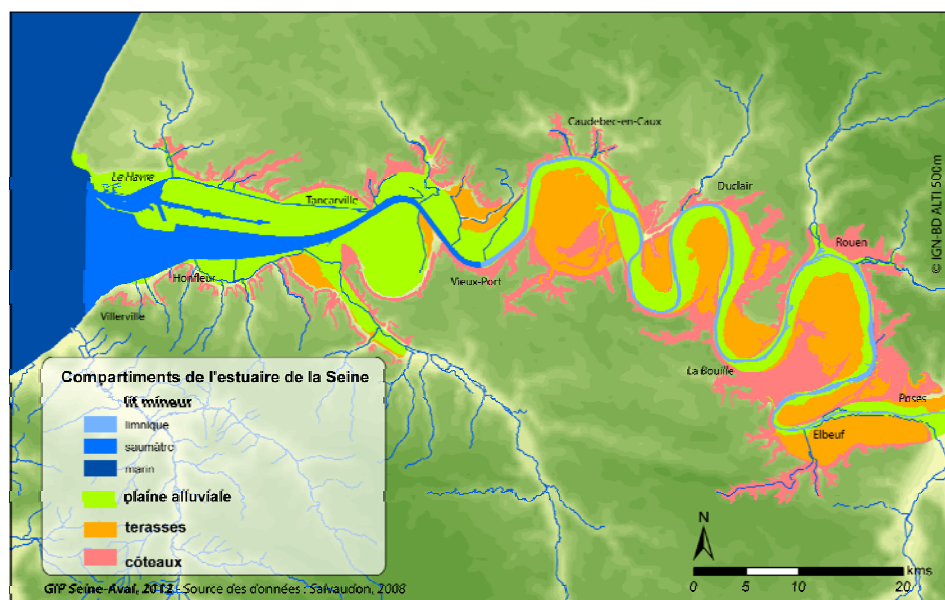 Caudebec-en-Caux
Le Havre
Tancarville
Duclair
Rouen
© IGN-BD ALTI 500m
Honfleur
Vieux-Port
Villerville
La Bouille
Poses
Elbeuf
Compartiments de l'estuaire de la Seine
lit mineur
limnique
saumâtre
marin
plaine alluviale
terasses
côteaux
N
0 5 10 20
kms
GIP Seine-Aval, 2012 - Source des données : Salvaudon, 2008